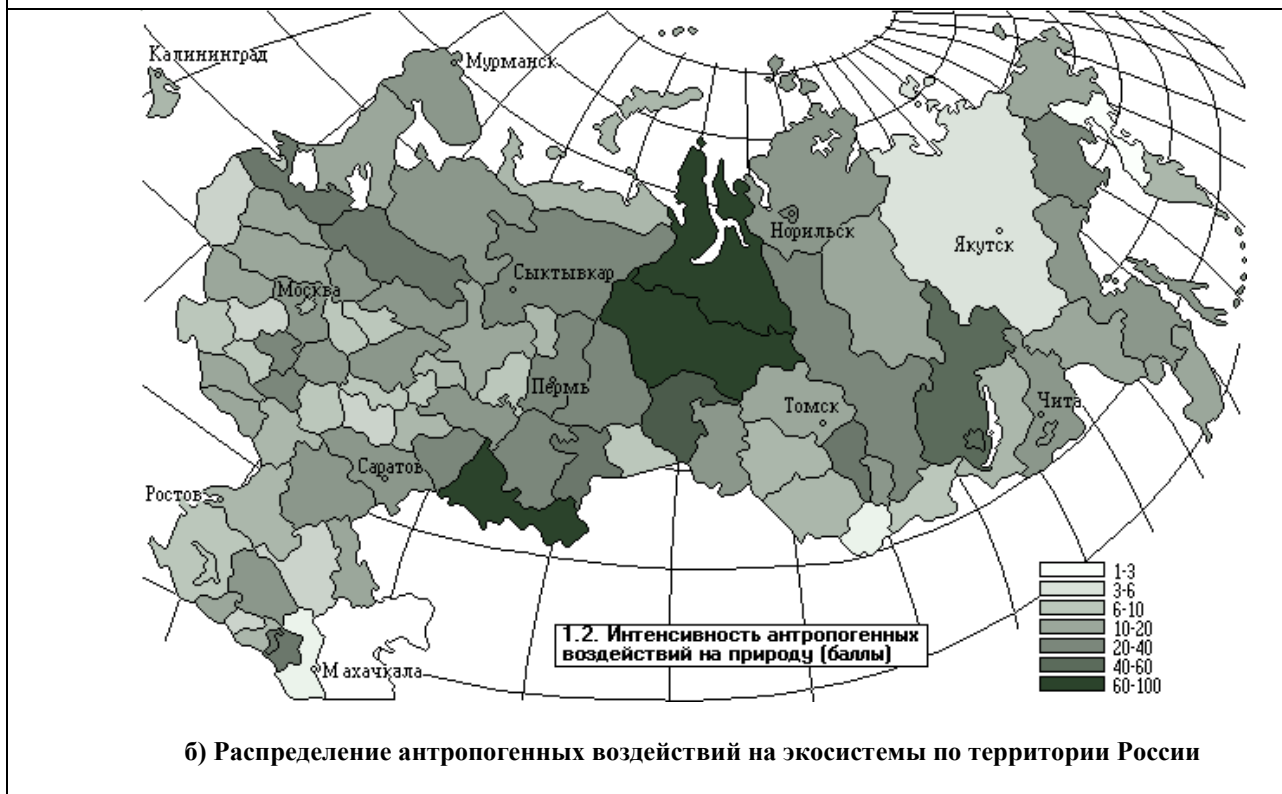 Калининград
Мурманск
Норильск
Якутск
Сыктывкар
Москва
Пермь
Томск
Чита
Саратов
Ростов
Махачкала
1-3
3-6
6-10
10-20
20-40
40-60
60-100
1.2. Интенсивность антропогенных
воздействий на природу (баллы)
б) Распределение антропогенных воздействий на экосистемы по территории России